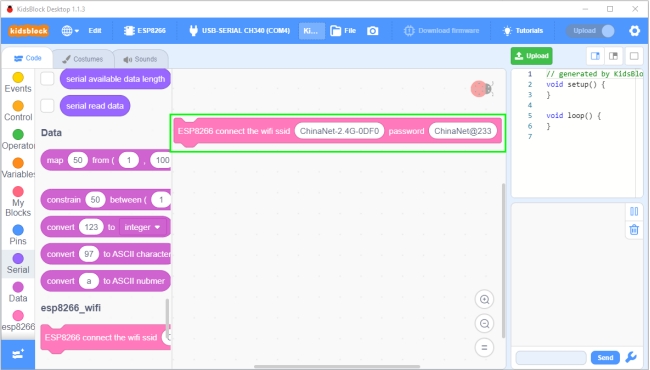 KidsBlock Desktop 1.1.3
kidsblock Edit ESP8266 USB-SERIAL CH340 (COM4) Ki... File Download firmware Tutorials Upload
Code Costumes Sounds Upload
Events
Control
Operator
Variables
My Blocks
Pins
Serial
Data
esp8266
serial available data length
serial read data
Data
map 50 from ( 1 , 100
constrain 50 between ( 1
convert 123 to integer
convert 97 to ASCII character
convert a to ASCII nubmer
esp8266_wifi
ESP8266 connect the wifi ssid
ESP8266 connect the wifi ssid ChinaNet-2.4G-0DF0 password ChinaNet@233
1 // generated by KidsBlock
2 void setup() {
3 }
4
5 void loop() {
6 }
7
Send